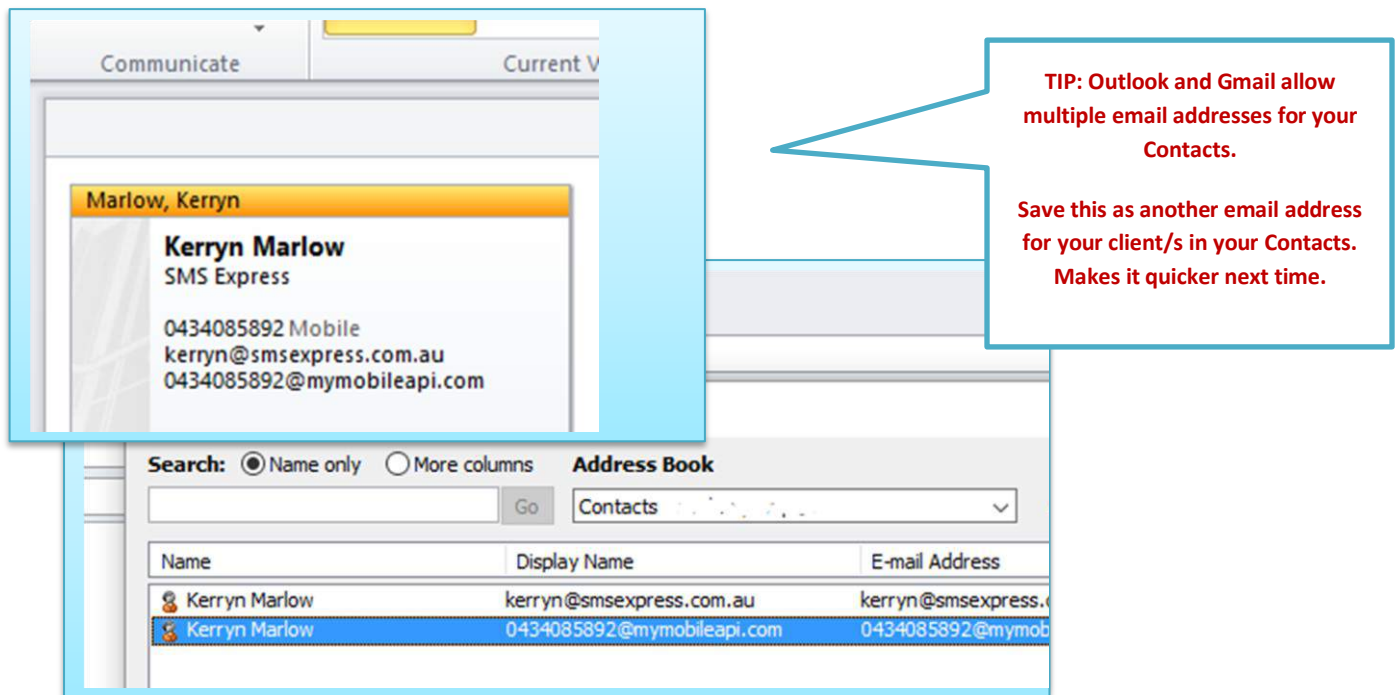 Communicate
Current V
Marlow, Kerryn
Kerryn Marlow
SMS Express
0434085892 Mobile
kerryn@smsexpress.com.au
0434085892@mymobileapi.com
TIP: Outlook and Gmail allow
multiple email addresses for your
Contacts.
Save this as another email address
for your client/s in your Contacts.
Makes it quicker next time.
Search: Name only More columns Address Book
Go Contacts
Name Display Name E-mail Address
Kerryn Marlow kerryn@smsexpress.com.au kerryn@smsexpress.
Kerryn Marlow 0434085892@mymobileapi.com 0434085892@mymob